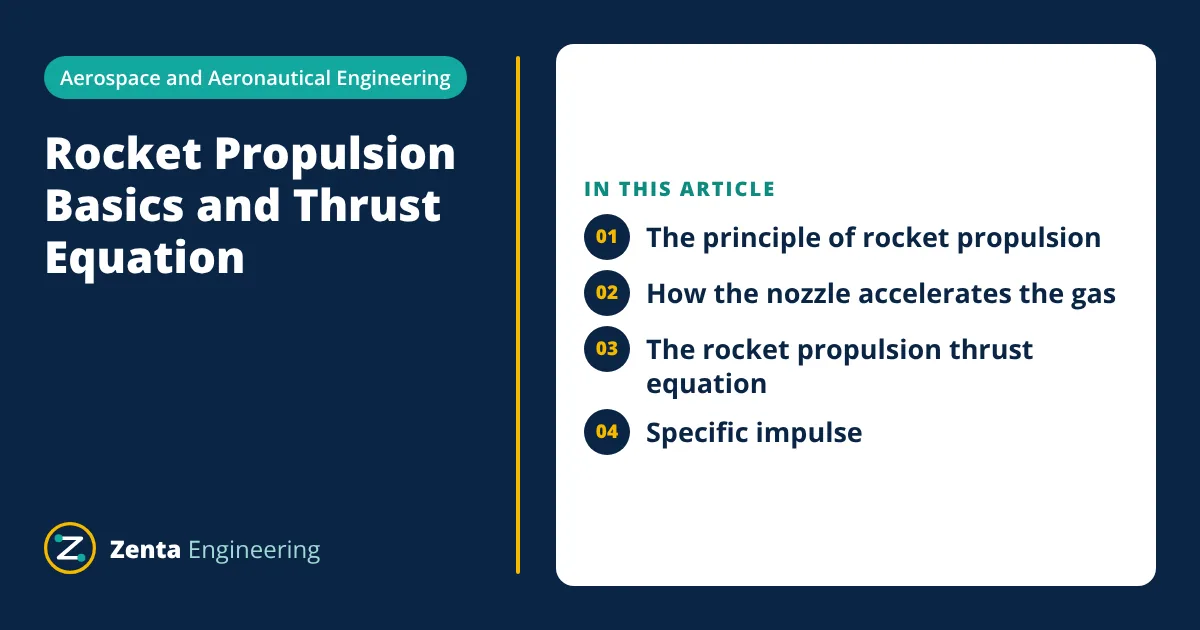 Aerospace and Aeronautical Engineering
Rocket Propulsion
Basics and Thrust
Equation
Zenta Engineering
IN THIS ARTICLE
01 The principle of rocket propulsion
02 How the nozzle accelerates the gas
03 The rocket propulsion thrust
equation
04 Specific impulse